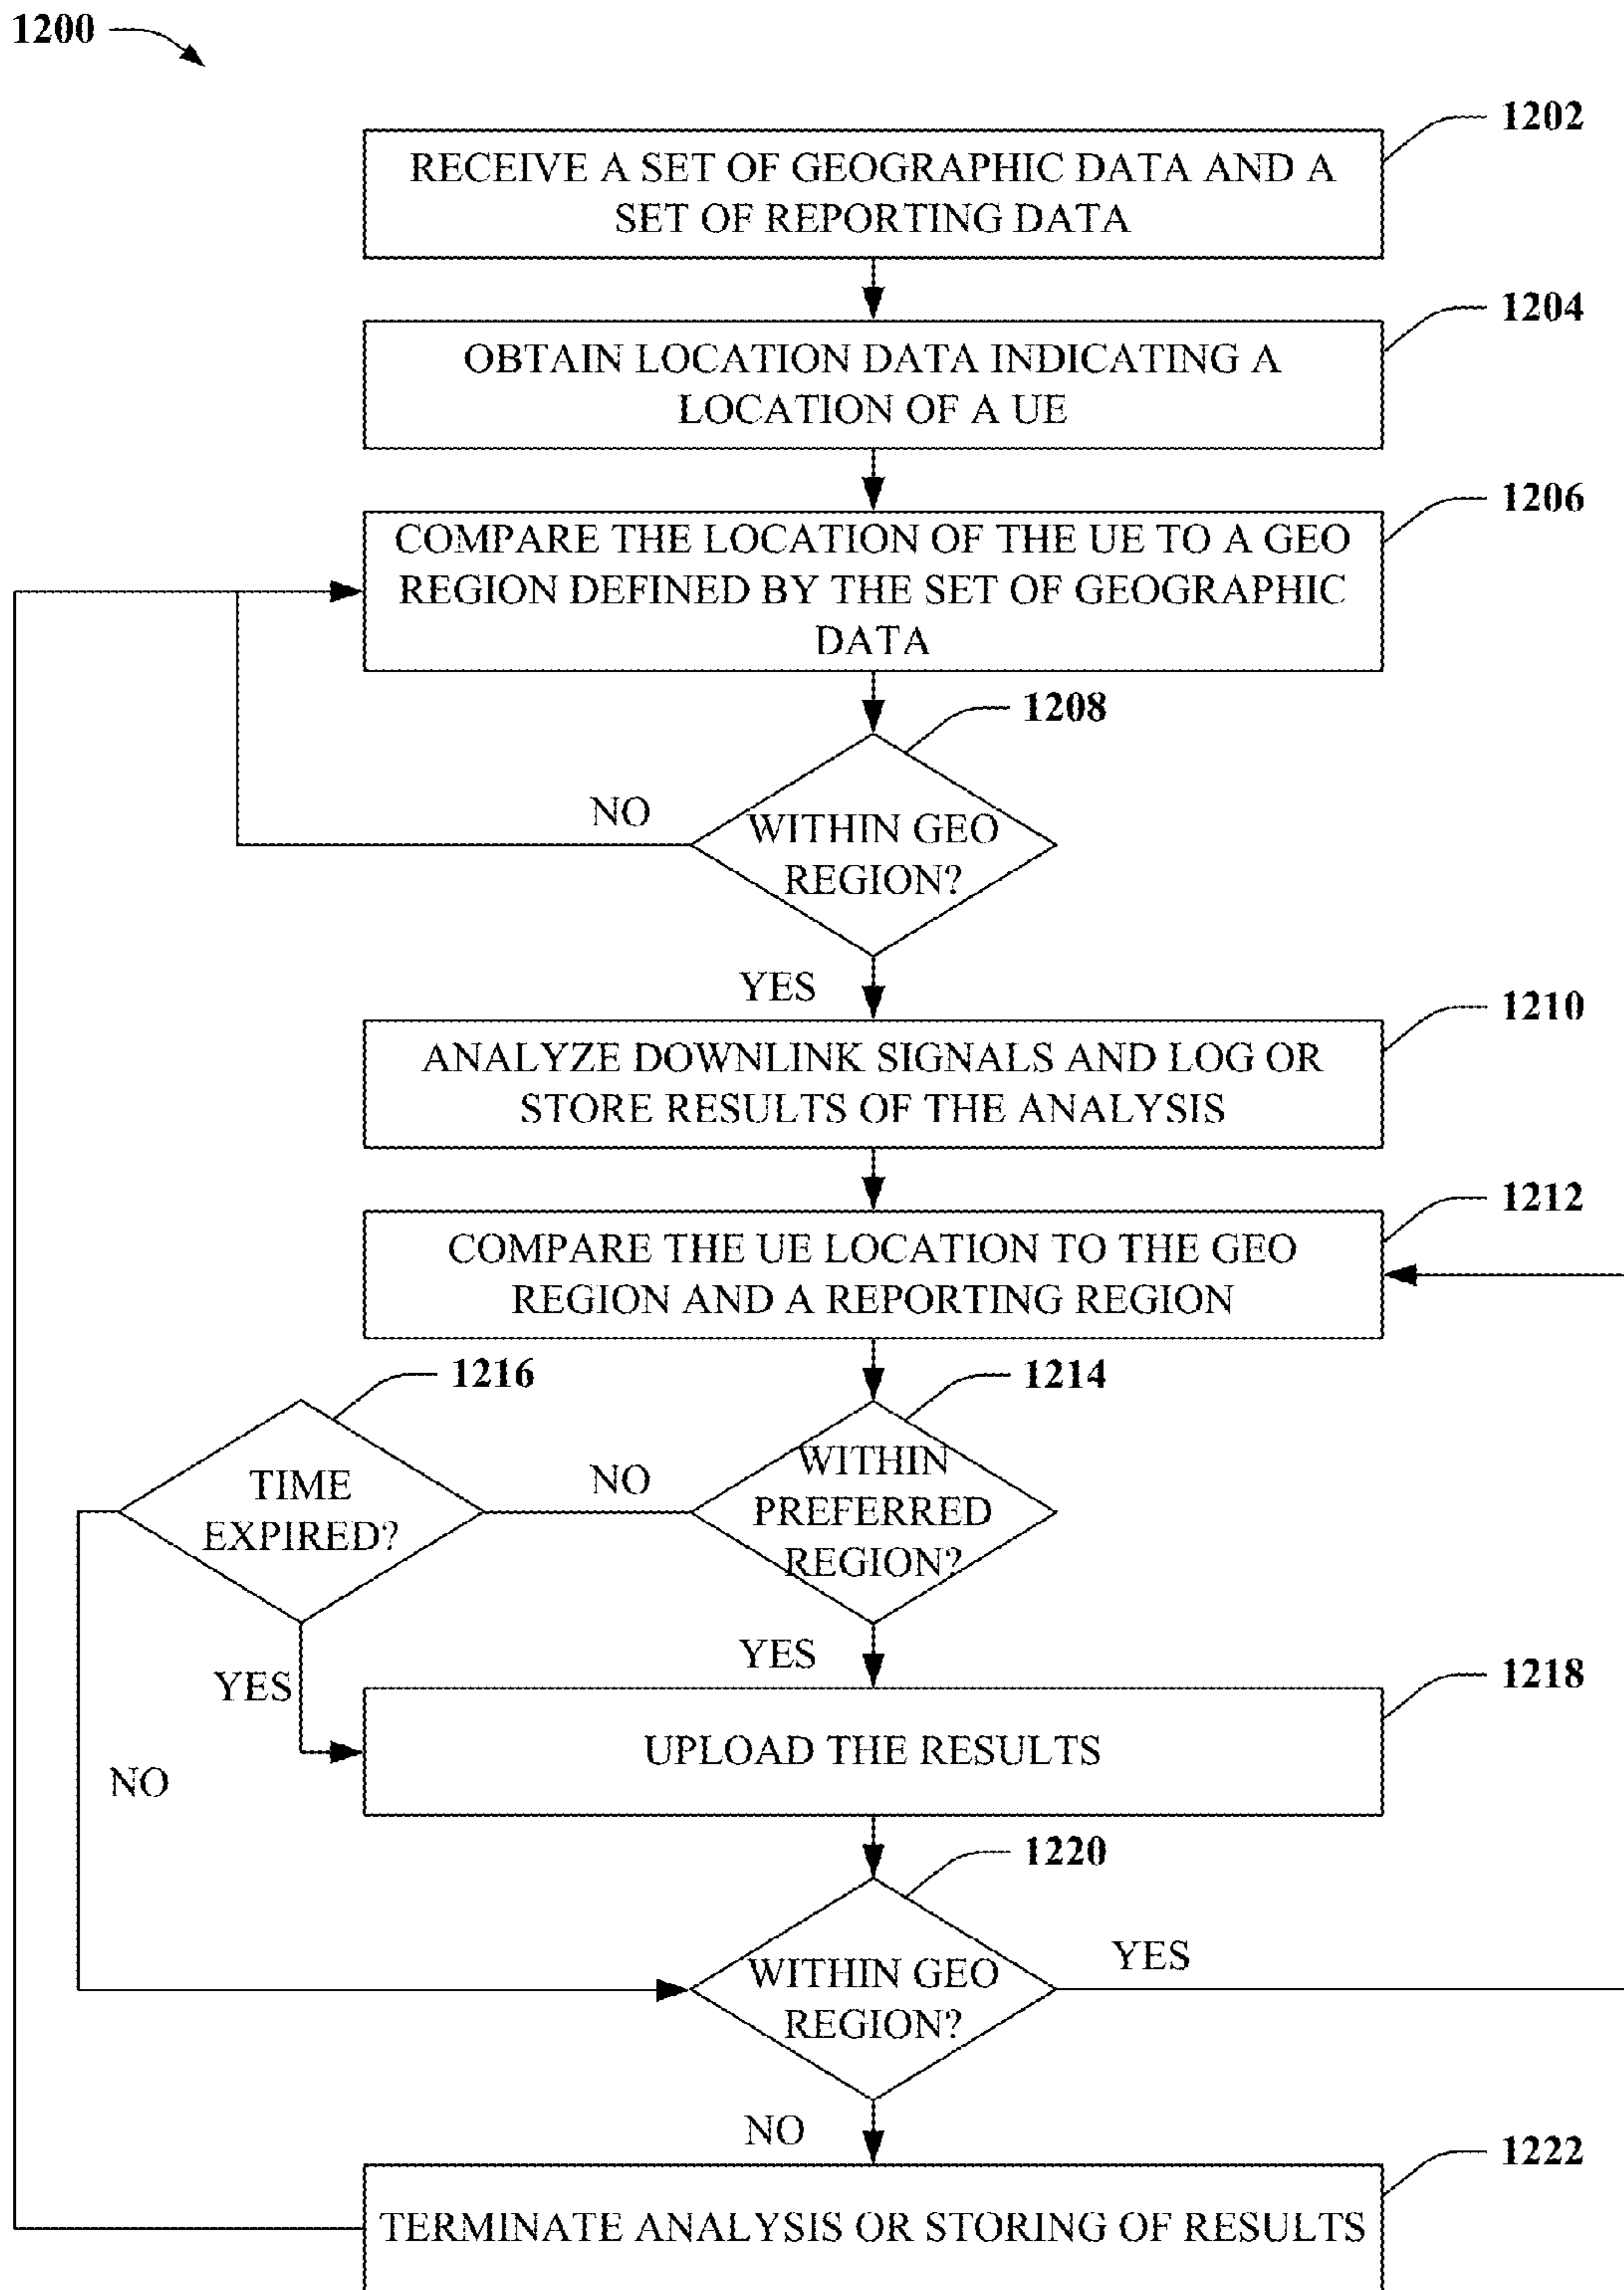 1200
1202
RECEIVE A SET OF GEOGRAPHIC DATA AND A
SET OF REPORTING DATA
1204
OBTAIN LOCATION DATA INDICATING A
LOCATION OF A UE
1206
COMPARE THE LOCATION OF THE UE TO A GEO
REGION DEFINED BY THE SET OF GEOGRAPHIC
DATA
1208
NO
WITHIN GEO
REGION?
YES
1210
ANALYZE DOWNLINK SIGNALS AND LOG OR
STORE RESULTS OF THE ANALYSIS
1212
COMPARE THE UE LOCATION TO THE GEO
REGION AND A REPORTING REGION
1216
1214
TIME
EXPIRED?
NO
WITHIN
PREFERRED
REGION?
YES
YES
1218
UPLOAD THE RESULTS
NO
1220
WITHIN GEO
REGION?
YES
NO
1222
TERMINATE ANALYSIS OR STORING OF RESULTS